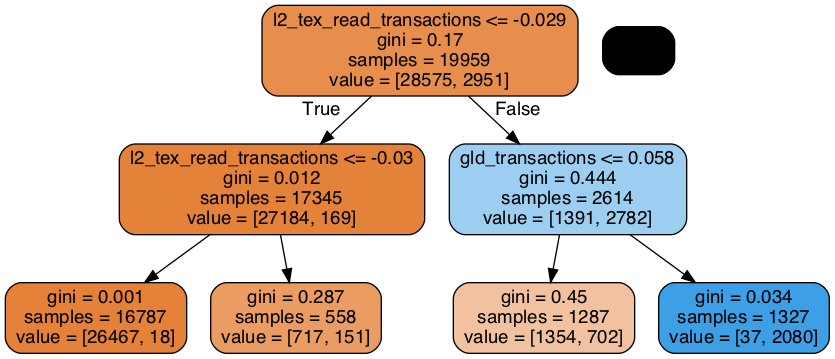 l2_tex_read_transactions <= -0.029
gini = 0.17
samples = 19959
value = [28575, 2951]
True
False
l2_tex_read_transactions <= -0.03
gini = 0.012
samples = 17345
value = [27184, 169]
gld_transactions <= 0.058
gini = 0.444
samples = 2614
value = [1391, 2782]
gini = 0.001
samples = 16787
value = [26467, 18]
gini = 0.287
samples = 558
value = [717, 151]
gini = 0.45
samples = 1287
value = [1354, 702]
gini = 0.034
samples = 1327
value = [37, 2080]